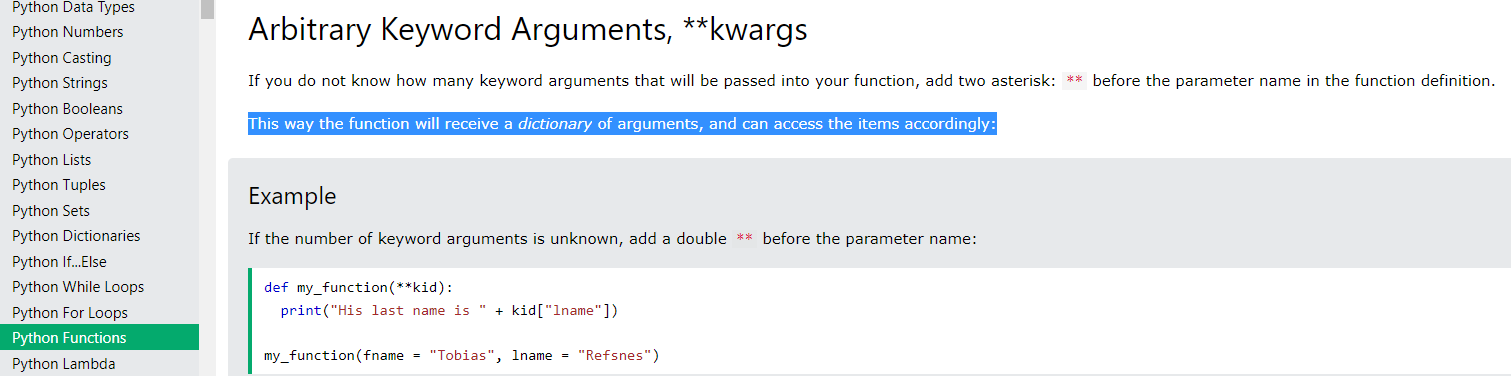 Python Data Types
Python Numbers
Python Casting
Python Strings
Python Booleans
Python Operators
Python Lists
Python Tuples
Python Sets
Python Dictionaries
Python If...Else
Python While Loops
Python For Loops
Python Functions
Python Lambda
Arbitrary Keyword Arguments, **kwargs
If you do not know how many keyword arguments that will be passed into your function, add two asterisk: ** before the parameter name in the function definition.
This way the function will receive a dictionary of arguments, and can access the items accordingly:
Example
If the number of keyword arguments is unknown, add a double ** before the parameter name:
def my_function(**kid):
  print("His last name is " + kid["lname"])
my_function(fname = "Tobias", lname = "Refsnes")